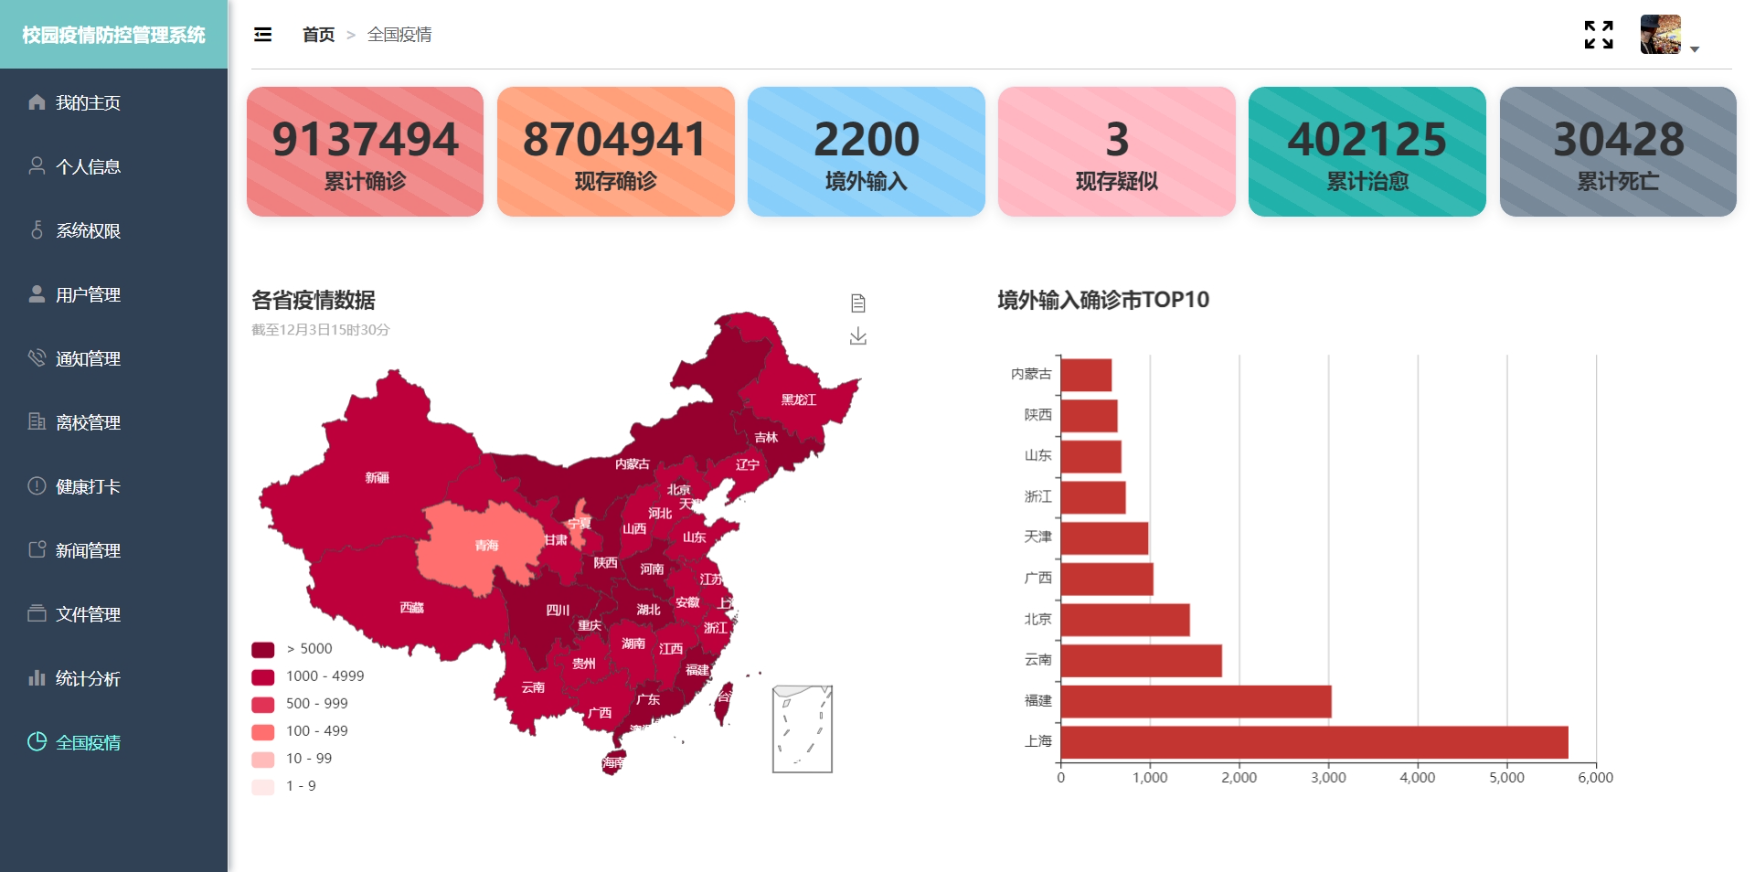 校园疫情防控管理系统
首页 > 全国疫情
我的主页
个人信息
系统权限
用户管理
通知管理
离校管理
健康打卡
新闻管理
文件管理
统计分析
全国疫情
9137494
累计确诊
8704941
现存确诊
2200
境外输入
3
现存疑似
402125
累计治愈
30428
累计死亡
各省疫情数据
截至12月3日15时30分
黑龙江
吉林
辽宁
内蒙古
新疆
北京
天津
河北
山西
宁夏
山东
青海
甘肃
陕西
河南
江苏
西藏
四川
湖北
安徽
上海
重庆
浙江
湖南
江西
贵州
福建
云南
广东
台湾
广西
海南
> 5000
1000 - 4999
500 - 999
100 - 499
10 - 99
1 - 9
境外输入确诊市TOP10
内蒙古
陕西
山东
浙江
天津
广西
北京
云南
福建
上海
0 1,000 2,000 3,000 4,000 5,000 6,000